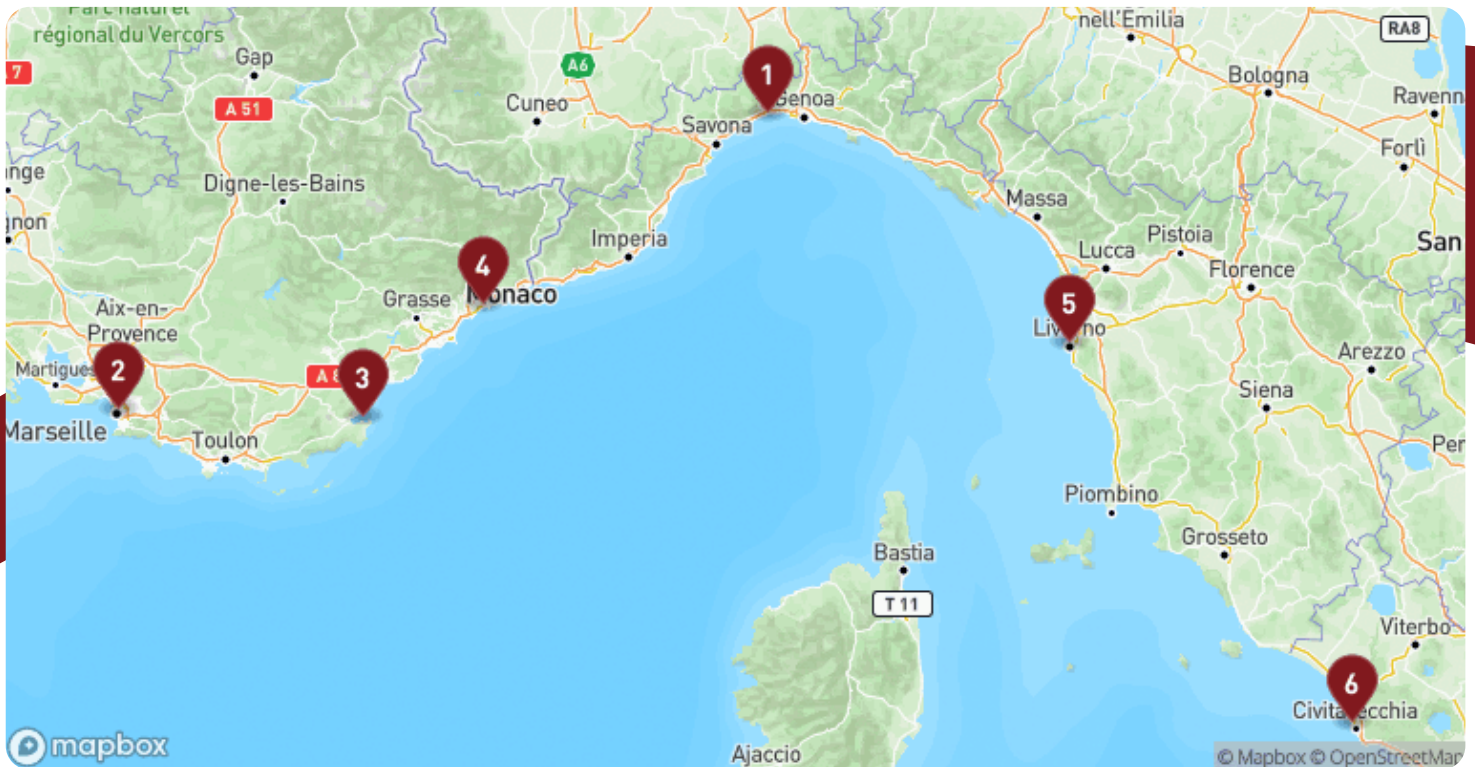 Parc naturel
régional du Vercors
nell'Emilia
RA8
Gap
A6
7
1
Bologna
A 51
Cuneo
Genoa
Ravenn
Savona
Forlì
nge
Digne-les-Bains
Massa
gnon
Pistoia
Imperia
San
Lucca
4
Florence
Grasse
Monaco
5
Aix-en-
Provence
Livorno
Arezzo
Martigues
2
A 8
3
Siena
Marseille
Toulon
Per
Piombino
Grosseto
Bastia
T 11
Viterbo
6
Civitavecchia
mapbox
Ajaccio
© Mapbox © OpenStreetMap